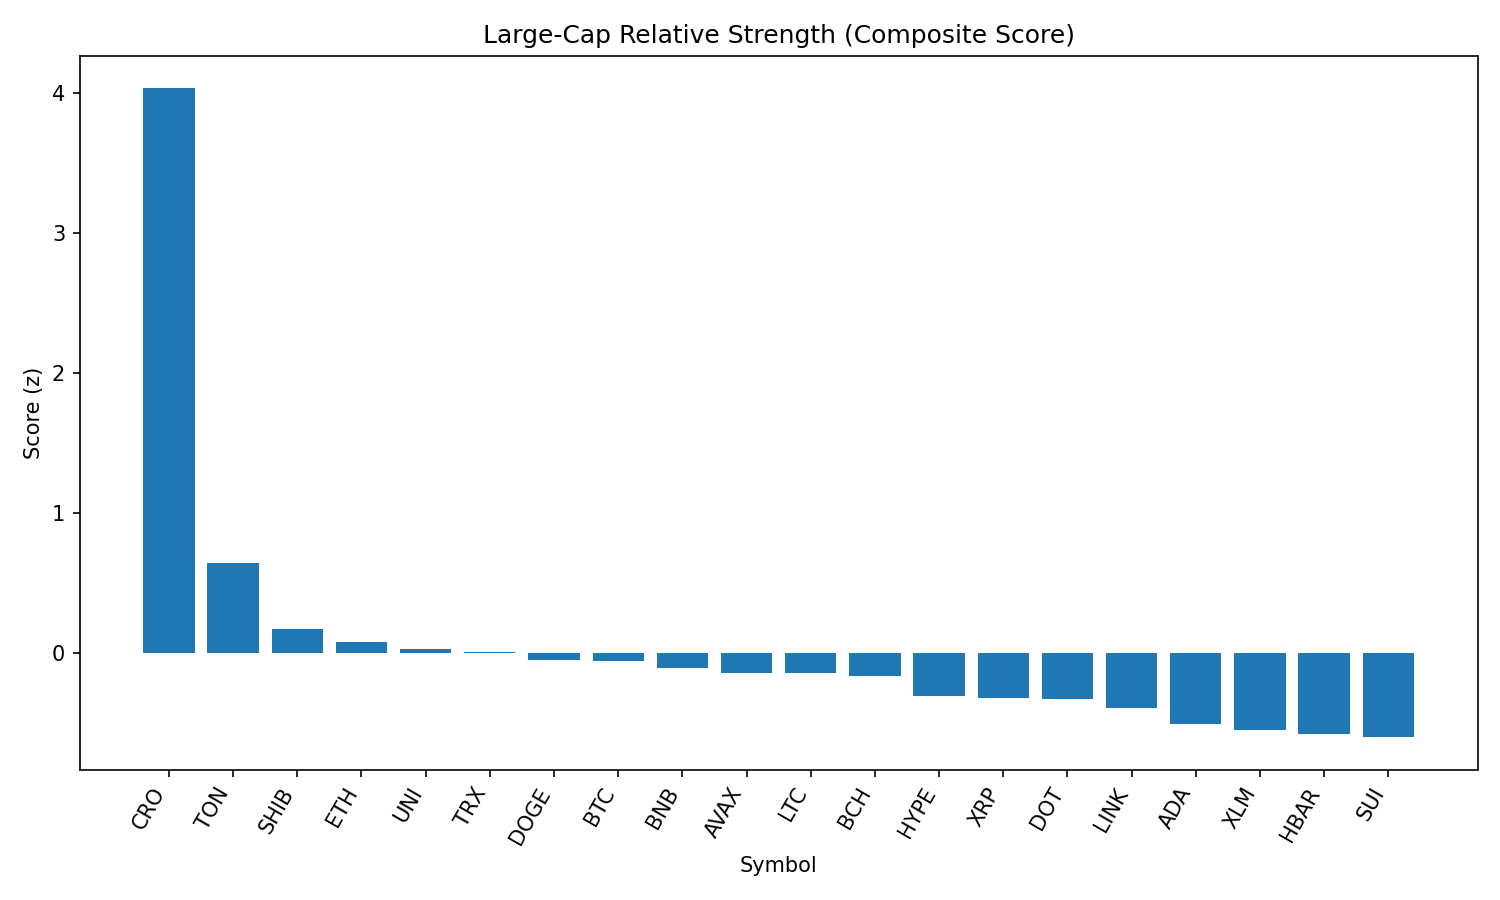 Large-Cap Relative Strength (Composite Score)
Score (z)
4
3
2
1
0
CRO
TON
SHIB
ETH
UNI
TRX
DOGE
BTC
BNB
AVAX
LTC
BCH
HYPE
XRP
DOT
LINK
ADA
XLM
HBAR
SUI
Symbol